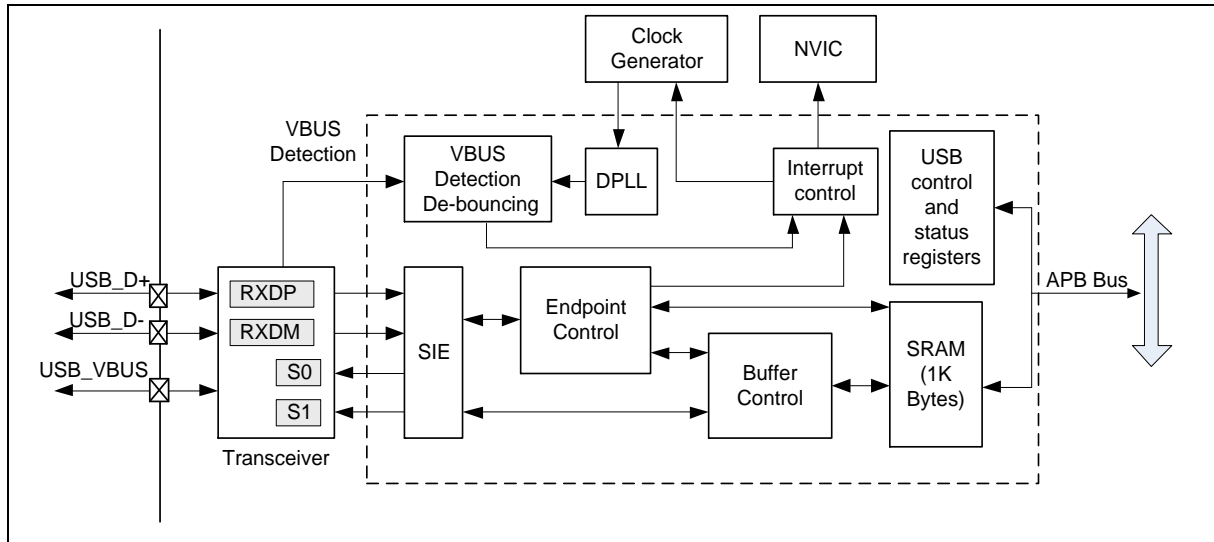 Clock
Generator
NVIC
VBUS
Detection
VBUS
Detection
De-bouncing
DPLL
Interrupt
control
USB
control
and
status
registers
USB_D+
USB_D-
USB_VBUS
RXDP
RXDM
S0
S1
Transceiver
SIE
Endpoint
Control
Buffer
Control
SRAM
(1K
Bytes)
APB Bus